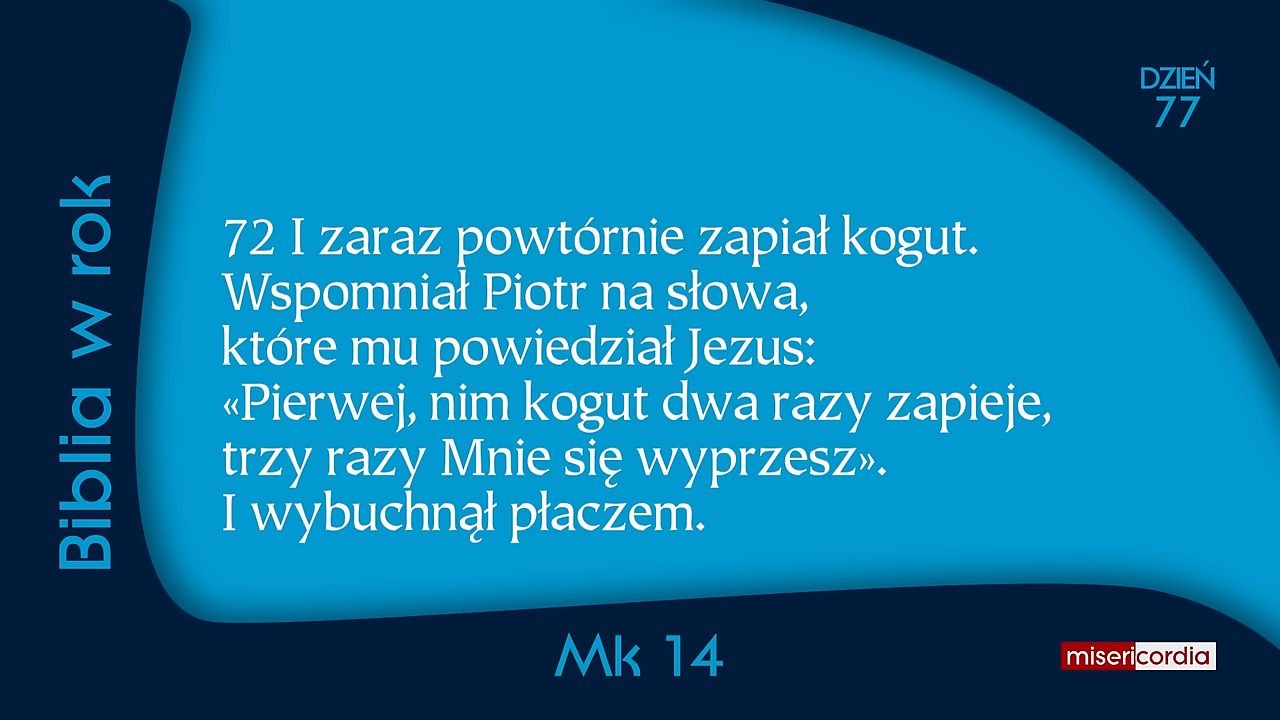 DZIEŃ
77
Biblia w rok
72 I zaraz powtórnie zapiał kogut.
Wspomniał Piotr na słowa,
które mu powiedział Jezus:
«Pierwej, nim kogut dwa razy zapieje,
trzy razy Mnie się wyprzesz».
I wybuchnął płaczem.
Mk 14
misericordia